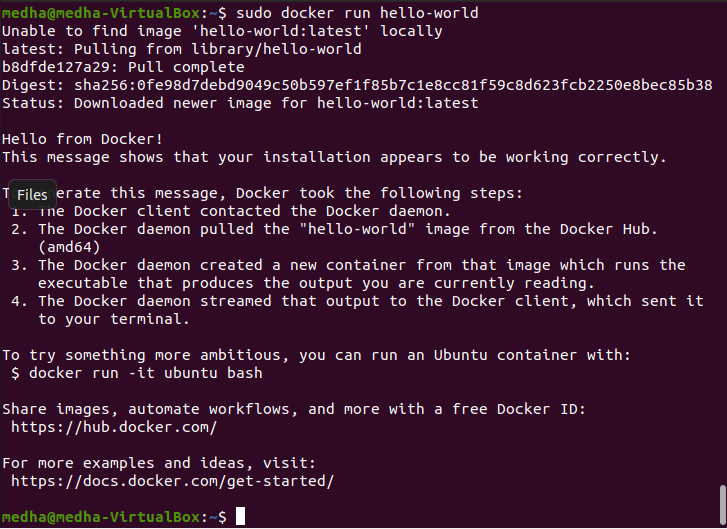 medha@medha-VirtualBox:~$ sudo docker run hello-world
Unable to find image 'hello-world:latest' locally
latest: Pulling from library/hello-world
b8dfde127a29: Pull complete
Digest: sha256:0fe98d7debd9049c50b597ef1f85b7c1e8cc81f59c8d623fcb2250e8bec85b38
Status: Downloaded newer image for hello-world:latest
Hello from Docker!
This message shows that your installation appears to be working correctly.
Files
this message, Docker took the following steps:
1. The Docker client contacted the Docker daemon.
2. The Docker daemon pulled the "hello-world" image from the Docker Hub.
(amd64)
3. The Docker daemon created a new container from that image which runs the
executable that produces the output you are currently reading.
4. The Docker daemon streamed that output to the Docker client, which sent it
to your terminal.
To try something more ambitious, you can run an Ubuntu container with:
$ docker run -it ubuntu bash
Share images, automate workflows, and more with a free Docker ID:
https://hub.docker.com/
For more examples and ideas, visit:
https://docs.docker.com/get-started/
medha@medha-VirtualBox:~$